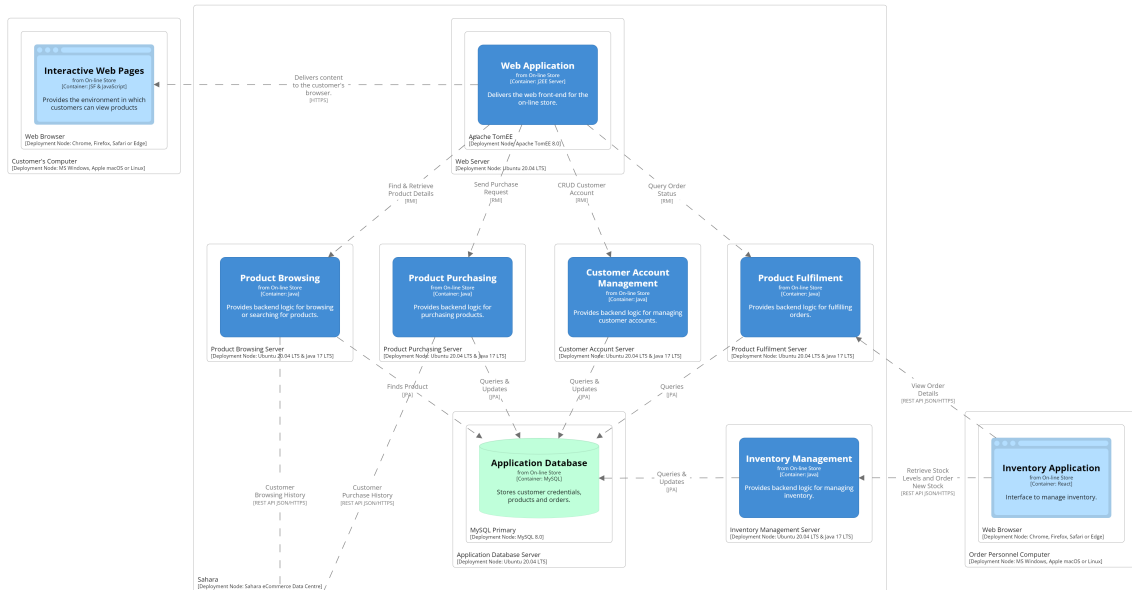 Interactive Web Pages
from On-line Store
[Container: JSF & JavaScript]
Provides the environment in which
customers can view products
Web Browser
[Deployment Node: Chrome, Firefox, Safari or Edge]
Customer's Computer
[Deployment Node: MS Windows, Apple macOS or Linux]
Delivers content
to the customer's
browser.
[HTTPS]
Web Application
from On-line Store
[Container: J2EE Server]
Delivers the web front-end for the
on-line store.
Apache TomEE
[Deployment Node: Apache TomEE 8.0]
Web Server
[Deployment Node: Ubuntu 20.04 LTS]
Find & Retrieve
Product Details
[RMI]
Send Purchase
Request
[RMI]
CRUD Customer
Account
[RMI]
Query Order
Status
[RMI]
Product Browsing
from On-line Store
[Container: Java]
Provides backend logic for browsing
or searching for products.
Product Browsing Server
[Deployment Node: Ubuntu 20.04 LTS & Java 17 LTS]
Product Purchasing
from On-line Store
[Container: Java]
Provides backend logic for
purchasing products.
Product Purchasing Server
[Deployment Node: Ubuntu 20.04 LTS & Java 17 LTS]
Customer Account
Management
from On-line Store
[Container: Java]
Provides backend logic for managing
customer accounts.
Customer Account Server
[Deployment Node: Ubuntu 20.04 LTS & Java 17 LTS]
Product Fulfilment
from On-line Store
[Container: Java]
Provides backend logic for fulfilling
orders.
Product Fulfilment Server
[Deployment Node: Ubuntu 20.04 LTS & Java 17 LTS]
Finds Product
[JPA]
Queries &
Updates
[JPA]
Queries &
Updates
[JPA]
Queries
[JPA]
View Order
Details
[REST API JSON/HTTPS]
Application Database
from On-line Store
[Container: MySQL]
Stores customer credentials,
products and orders.
MySQL Primary
[Deployment Node: MySQL 8.0]
Application Database Server
[Deployment Node: Ubuntu 20.04 LTS]
Queries &
Updates
[JPA]
Inventory Management
from On-line Store
[Container: Java]
Provides backend logic for managing
inventory.
Inventory Management Server
[Deployment Node: Ubuntu 20.04 LTS & Java 17 LTS]
Retrieve Stock
Levels and Order
New Stock
[REST API JSON/HTTPS]
Inventory Application
from On-line Store
[Container: React]
Interface to manage inventory.
Web Browser
[Deployment Node: Chrome, Firefox, Safari or Edge]
Order Personnel Computer
[Deployment Node: MS Windows, Apple macOS or Linux]
Customer
Browsing History
[REST API JSON/HTTPS]
Customer
Purchase History
[REST API JSON/HTTPS]
Sahara
[Deployment Node: Sahara eCommerce Data Centre]